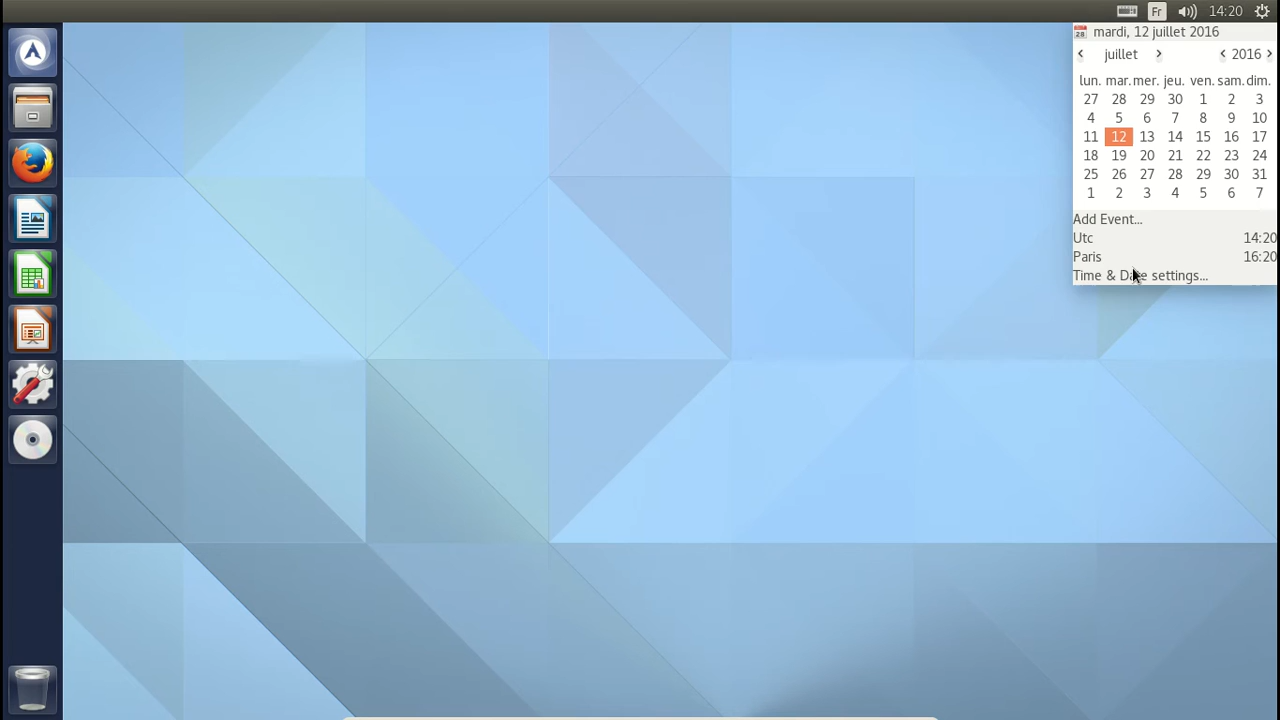 Fr 14:20
28 mardi, 12 juillet 2016
juillet 2016
lun. mar. mer. jeu. ven. sam. dim.
27 28 29 30 1 2 3
4 5 6 7 8 9 10
11 12 13 14 15 16 17
18 19 20 21 22 23 24
25 26 27 28 29 30 31
1 2 3 4 5 6 7
Add Event...
Utc 14:20
Paris 16:20
Time & Date settings...